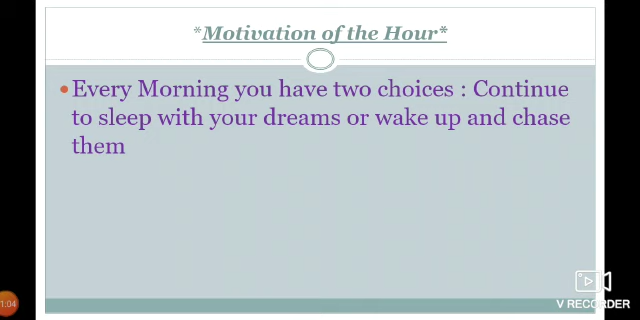 *Motivation of the Hour*
Every Morning you have two choices : Continue
to sleep with your dreams or wake up and chase
them
1:04
V RECORDER